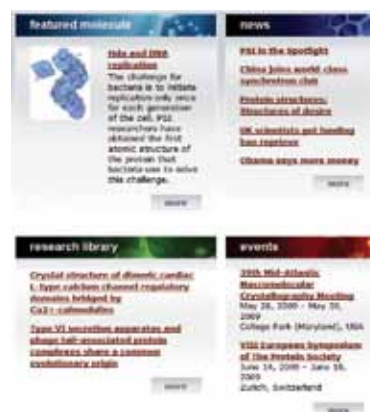 featured molecule
Hda and DNA
replication
The challenge for
bacteria is to initiate
replication only once
for each generation
of the cell. PSI
researchers have
obtained the first
atomic structure of
the protein that
bacteria use to solve
this challenge.
more
news
PSI in the Spotlight
China joins world class
synchrotron club
Protein structures:
Structures of desire
UK scientists get funding
ban reprieve
Obama says more money
more
research library
Crystal structure of dimeric cardiac
L-type calcium channel regulatory
domains bridged by
Ca2+ calmodulins
Type VI secretion apparatus and
phage tail-associated protein
complexes share a common
evolutionary origin
more
events
39th Mid-Atlantic
Macromolecular
Crystallography Meeting
May 28, 2009 - May 30,
2009
College Park (Maryland), USA
VIII European Symposium
of The Protein Society
June 14, 2009 - June 18,
2009
Zurich, Switzerland
more